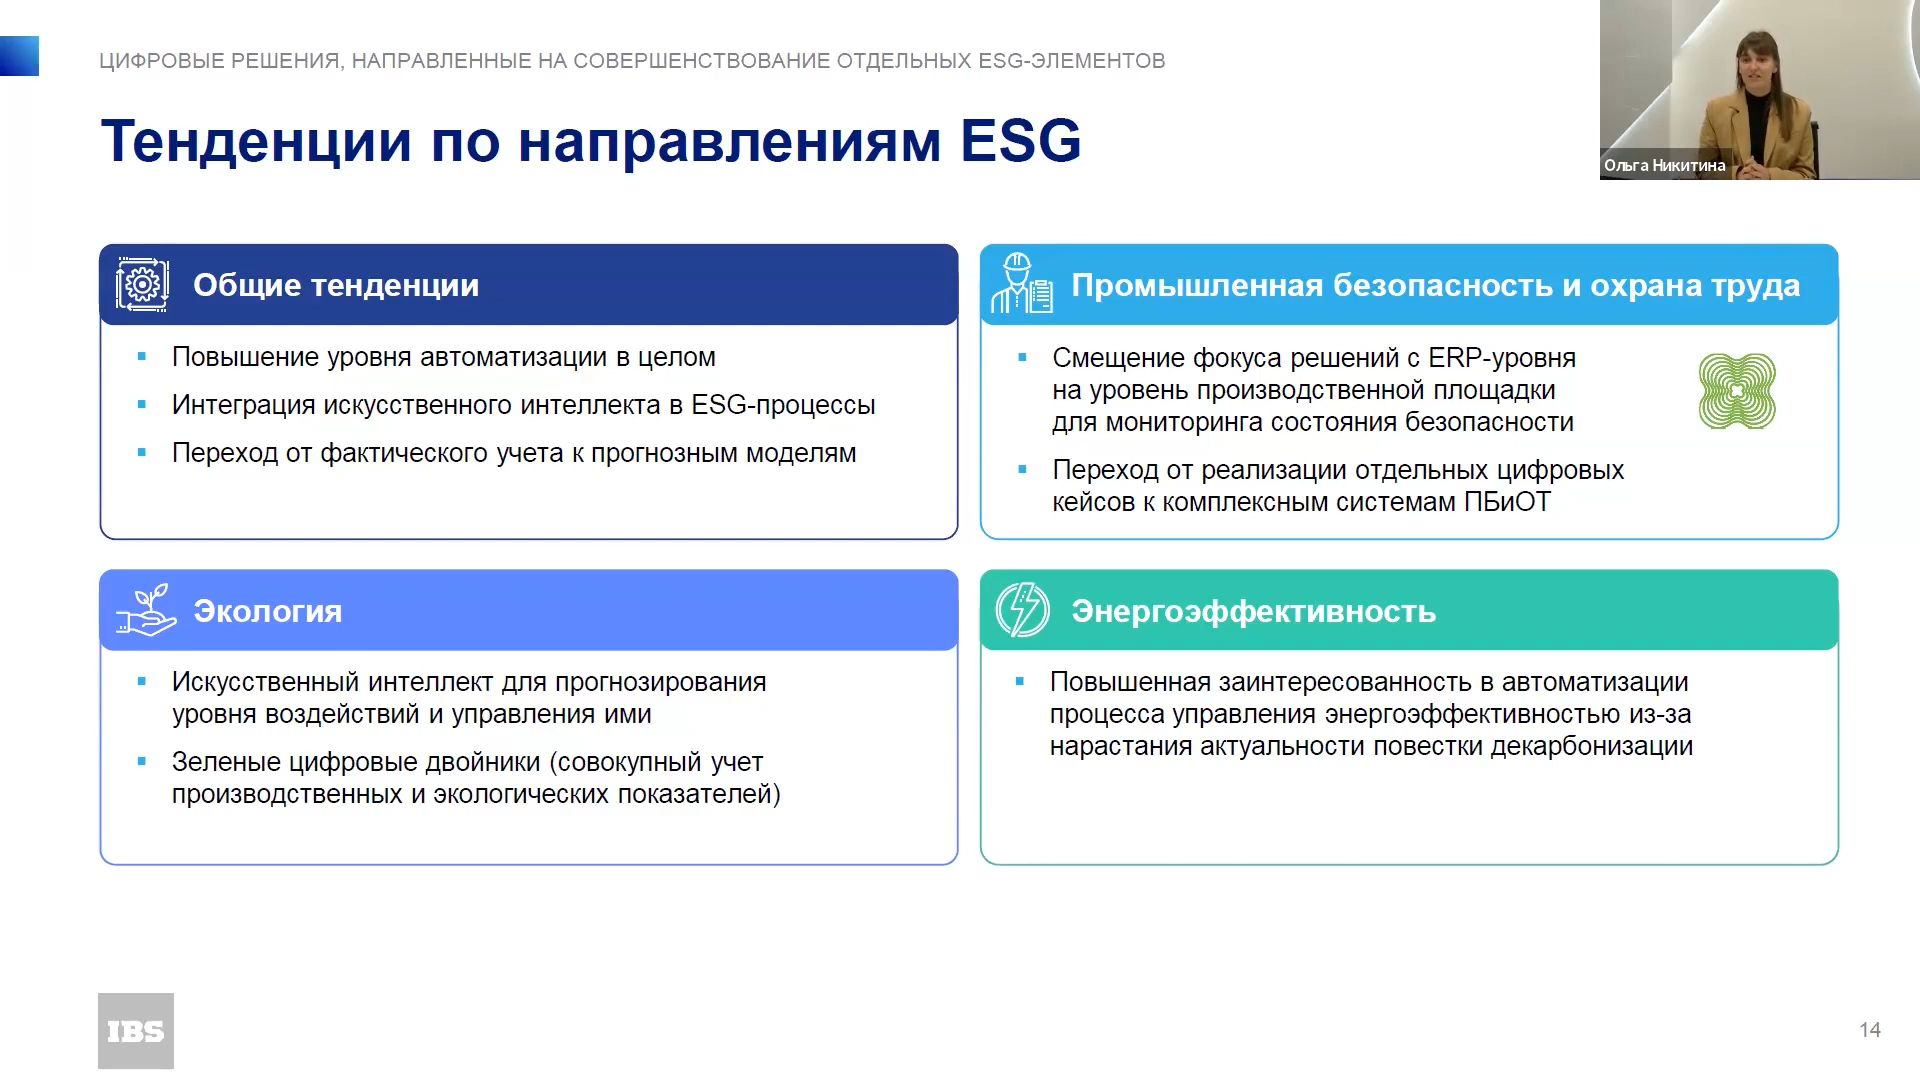 ЦИФРОВЫЕ РЕШЕНИЯ, НАПРАВЛЕННЫЕ НА СОВЕРШЕНСТВОВАНИЕ ОТДЕЛЬНЫХ ESG-ЭЛЕМЕНТОВ
Тенденции по направлениям ESG
Ольга Никитина
Общие тенденции
Повышение уровня автоматизации в целом
Интеграция искусственного интеллекта в ESG-процессы
Переход от фактического учета к прогнозным моделям
Промышленная безопасность и охрана труда
Смещение фокуса решений с ERP-уровня
на уровень производственной площадки
для мониторинга состояния безопасности
Переход от реализации отдельных цифровых
кейсов к комплексным системам ПБиОТ
Экология
Искусственный интеллект для прогнозирования
уровня воздействий и управления ими
Зеленые цифровые двойники (совокупный учет
производственных и экологических показателей)
Энергоэффективность
Повышенная заинтересованность в автоматизации
процесса управления энергоэффективностью из-за
нарастания актуальности повестки декарбонизации
IBS
14